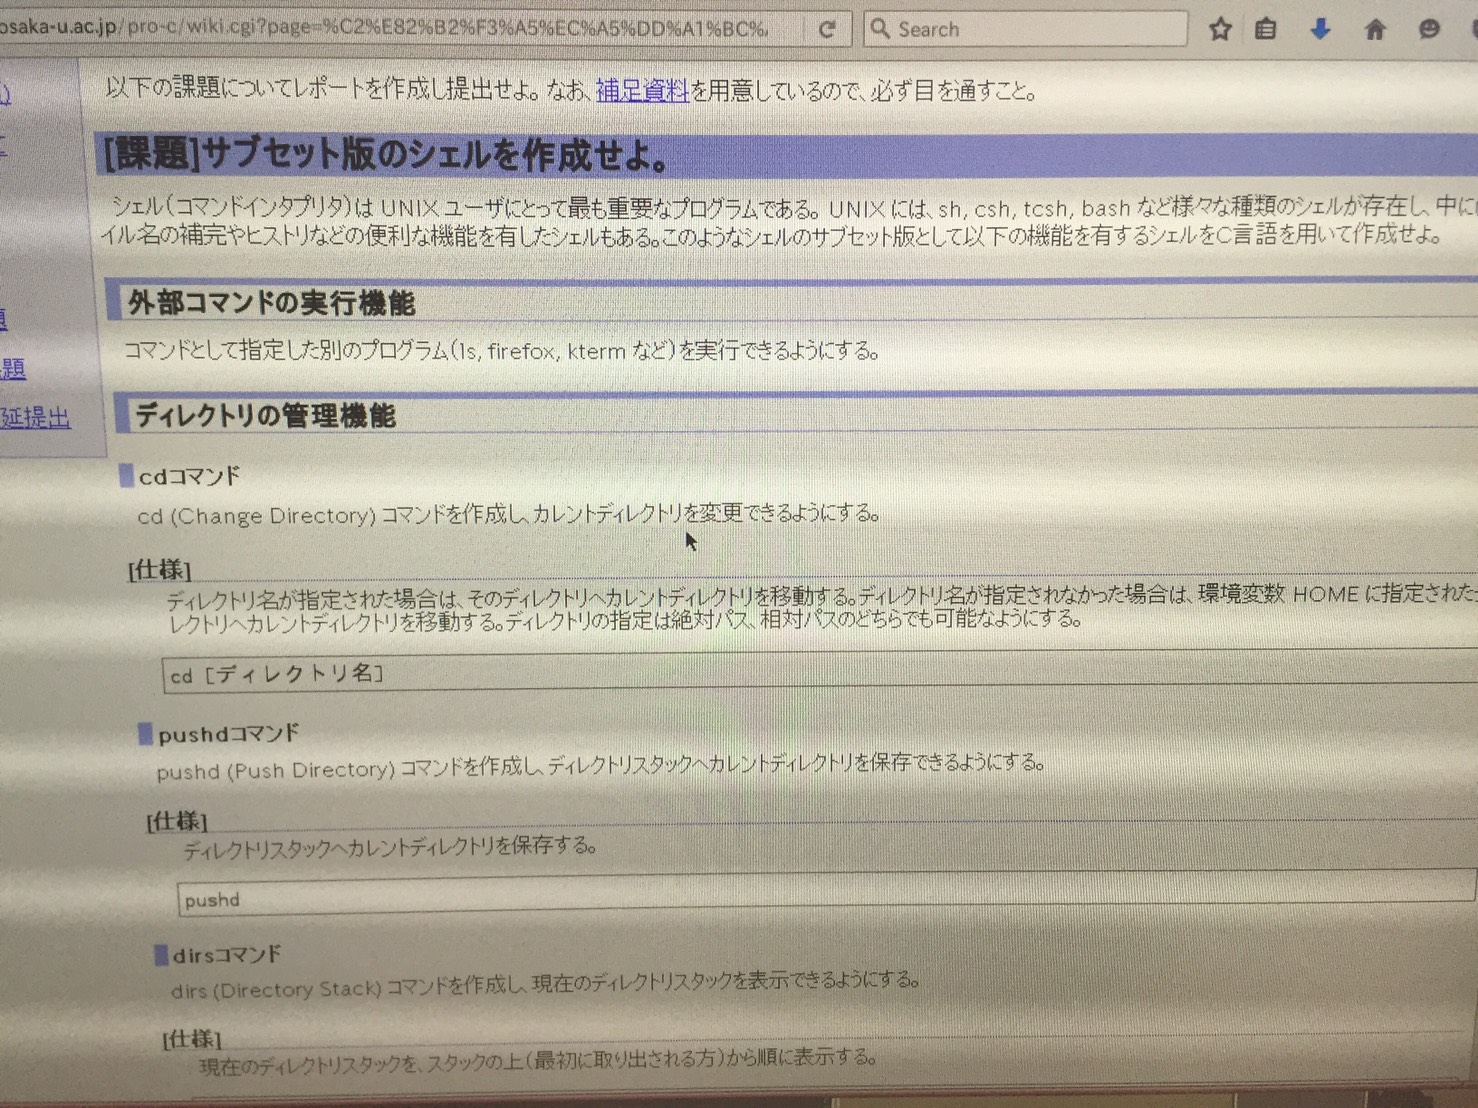 osaka-u.ac.jp/pro-c/wiki.cgi?page=%C2%E82%B2%F3%A5%EC%A5%DD%A1%BC%
Search
以下の課題についてレポートを作成し提出せよ。なお、補足資料を用意しているので、必ず目を通すこと。
[課題]サブセット版のシェルを作成せよ。
シェル(コマンドインタプリタ)は UNIX ユーザにとって最も重要なプログラムである。UNIX には、sh, csh, tcsh, bash など様々な種類のシェルが存在し、中に
イル名の補完やヒストリなどの便利な機能を有したシェルもある。このようなシェルのサブセット版として以下の機能を有するシェルをC言語を用いて作成せよ。
外部コマンドの実行機能
コマンドとして指定した別のプログラム(ls, firefox, kterm など)を実行できるようにする。
題
ディレクトリの管理機能
延提出
cdコマンド
cd (Change Directory) コマンドを作成し、カレントディレクトリを変更できるようにする。
[仕様]
ディレクトリ名が指定された場合は、そのディレクトリへカレントディレクトリを移動する。ディレクトリ名が指定されなかった場合は、環境変数 HOME に指定された
レクトリへカレントディレクトリを移動する。ディレクトリの指定は絶対パス、相対パスのどちらでも可能なようにする。
cd [ディレクトリ名]
pushdコマンド
pushd (Push Directory) コマンドを作成し、ディレクトリスタックへカレントディレクトリを保存できるようにする。
[仕様]
ディレクトリスタックへカレントディレクトリを保存する。
pushd
dirsコマンド
dirs (Directory Stack) コマンドを作成し、現在のディレクトリスタックを表示できるようにする。
[仕様]
現在のディレクトリスタックを、スタックの上(最初に取り出される方)から順に表示する。